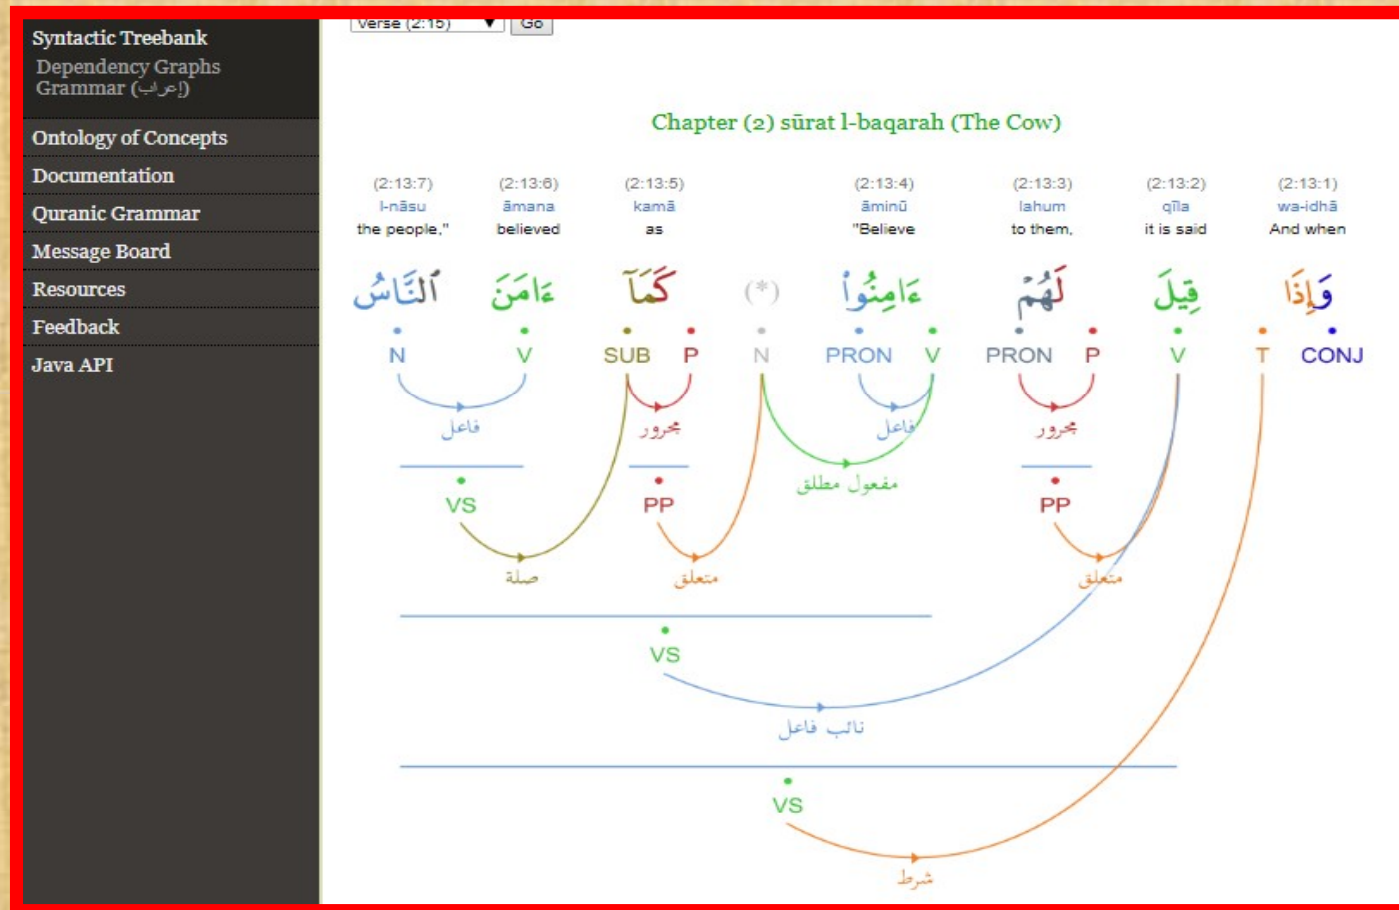 Syntactic Treebank
Dependency Graphs
Grammar (إعراب)
Ontology of Concepts
Documentation
Quranic Grammar
Message Board
Resources
Feedback
Java API
Verse (2:15) Go
Chapter (2) sūrat l-baqarah (The Cow)
(2:13:7) (2:13:6) (2:13:5) (2:13:4) (2:13:3) (2:13:2) (2:13:1)
l-nāsu āmana kamā āminū lahum qīla wa-idhā
the people," believed as "Believe to them, it is said And when
وَإِذَا قِيلَ لَهُمْ ءَامِنُوا۟ (*) كَمَآ ءَامَنَ ٱلنَّاسُ
N V SUB P N PRON V PRON P V T CONJ
فاعل مجرور فاعل مجرور
مفعول مطلق
VS PP PP
صلة متعلق متعلق
VS
نائب فاعل
VS
شرط